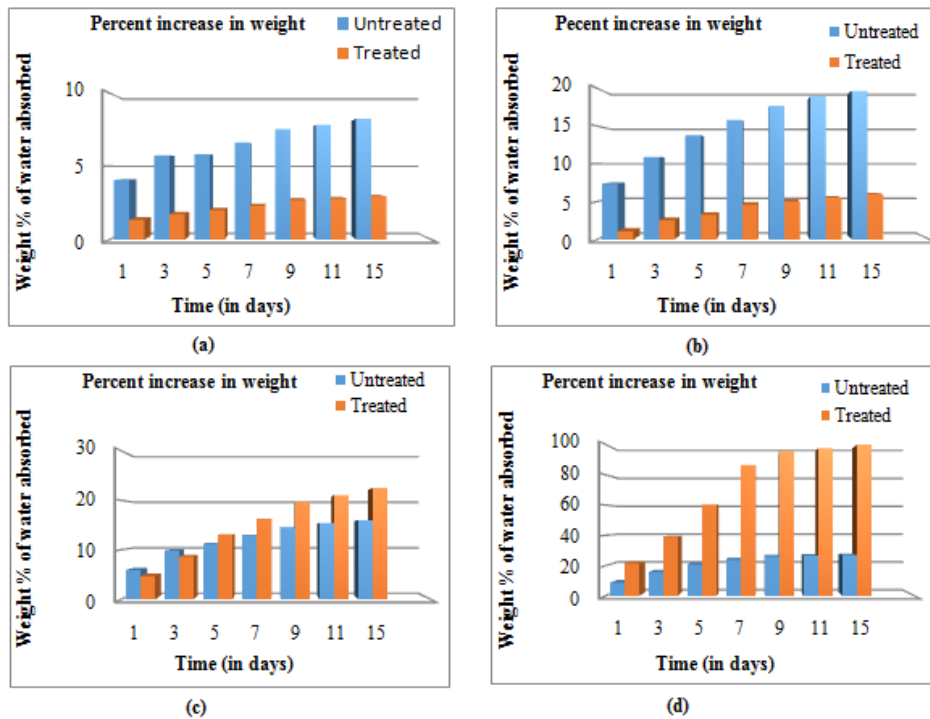 Percent increase in weight
Untreated
Treated
Weight % of water absorbed
10
5
0
1 3 5 7 9 11 15
Time (in days)
(a)
Pecent increase in weight
Untreated
Treated
Weight % of water absorbed
20
15
10
5
0
1 3 5 7 9 11 15
Time (in days)
(b)
Percent increase in weight
Untreated
Treated
Weight % of water absorbed
30
20
10
0
1 3 5 7 9 11 15
Time (in days)
(c)
Percent increase in weight
Untreated
Treated
Weight % of water absorbed
100
80
60
40
20
0
1 3 5 7 9 11 15
Time (in days)
(d)